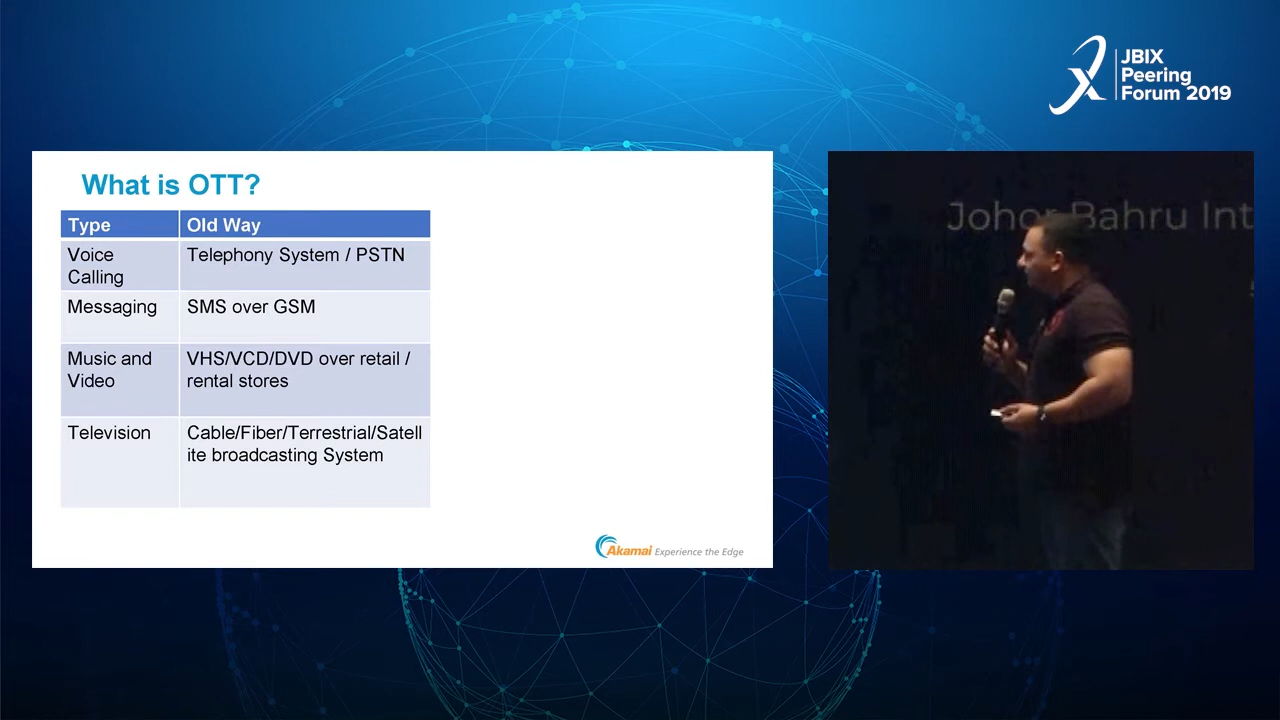 JBIX
Peering
Forum 2019
What is OTT?
Type Old Way
Voice Calling
Telephony System / PSTN
Messaging
SMS over GSM
Music and Video
VHS/VCD/DVD over retail /
rental stores
Television
Cable/Fiber/Terrestrial/Satell
ite broadcasting System
Akamai Experience the Edge
Johor Bahru Int